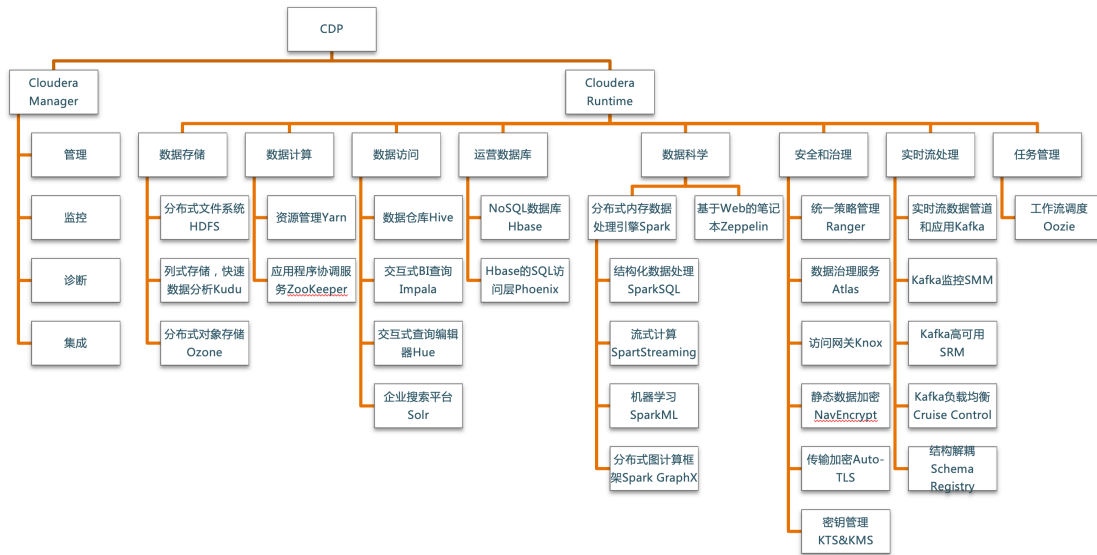 CDP
Cloudera
Manager
Cloudera
Runtime
管理
监控
诊断
集成
数据存储
分布式文件系统
HDFS
列式存储，快速
数据分析Kudu
分布式对象存储
Ozone
数据计算
资源管理Yarn
应用程序协调服
务ZooKeeper
数据访问
数据仓库Hive
交互式BI查询
Impala
交互式查询编辑
器Hue
企业搜索平台
Solr
运营数据库
NoSQL数据库
Hbase
Hbase的SQL访
问层Phoenix
数据科学
分布式内存数据
处理引擎Spark
结构化数据处理
SparkSQL
流式计算
SpartStreaming
机器学习
SparkML
分布式图计算框
架Spark GraphX
基于Web的笔记
本Zeppelin
安全和治理
统一策略管理
Ranger
数据治理服务
Atlas
访问网关Knox
静态数据加密
NavEncrypt
传输加密Auto-
TLS
密钥管理
KTS&KMS
实时流处理
实时流数据管道
和应用Kafka
Kafka监控SMM
Kafka高可用
SRM
Kafka负载均衡
Cruise Control
结构解耦
Schema
Registry
任务管理
工作流调度
Oozie